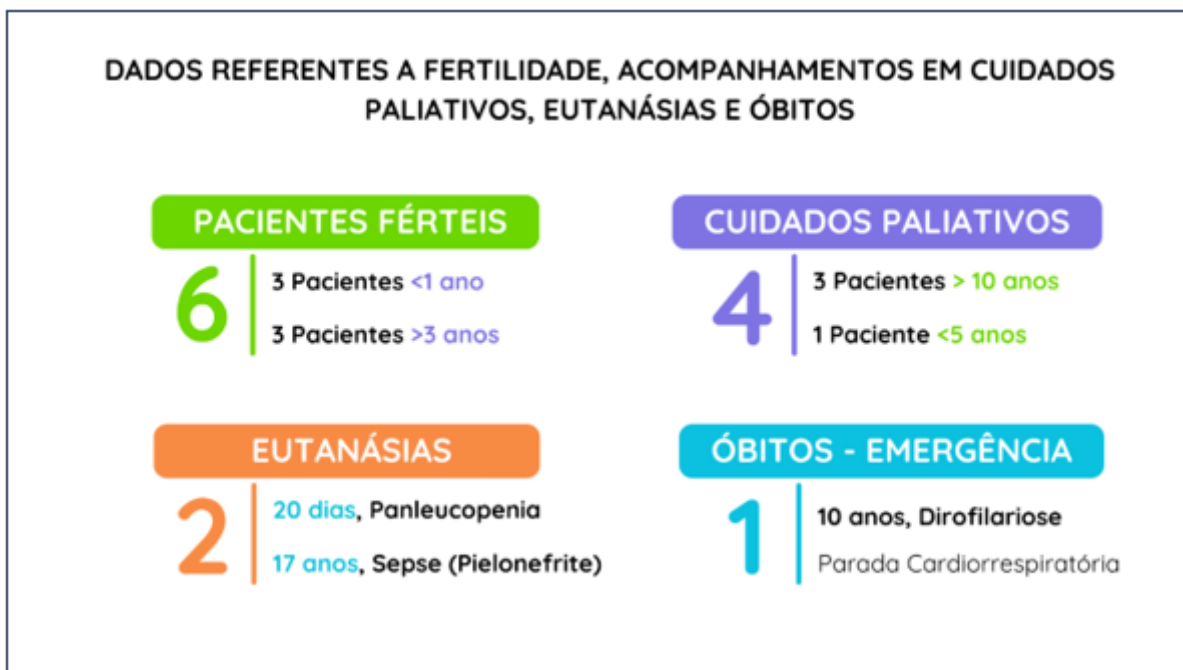 DADOS REFERENTES A FERTILIDADE, ACOMPANHAMENTOS EM CUIDADOS
PALIATIVOS, EUTANÁSIAS E ÓBITOS
PACIENTES FÉRTEIS
6
3 Pacientes <1 ano
3 Pacientes >3 anos
CUIDADOS PALIATIVOS
4
3 Pacientes > 10 anos
1 Paciente <5 anos
EUTANÁSIAS
2
20 dias, Panleucopenia
17 anos, Sepse (Pielonefrite)
ÓBITOS - EMERGÊNCIA
1
10 anos, Dirofilariose
Parada Cardiorrespiratória